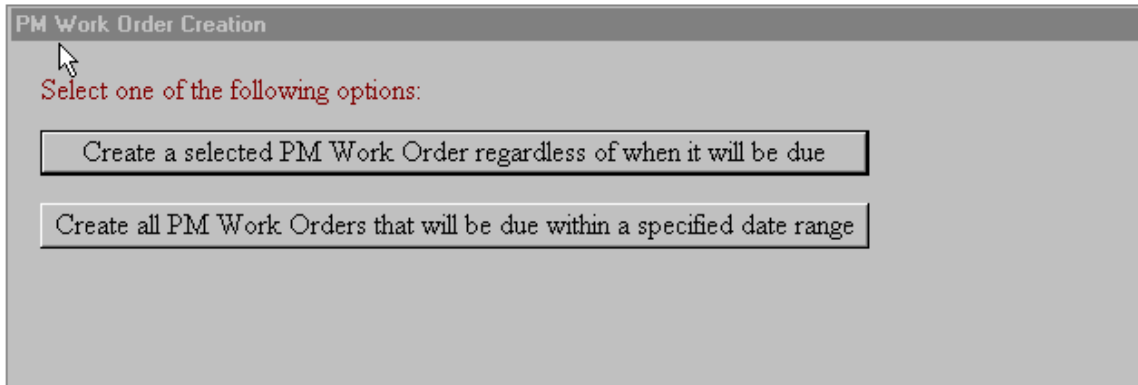 PM Work Order Creation
Select one of the following options:
Create a selected PM Work Order regardless of when it will be due
Create all PM Work Orders that will be due within a specified date range